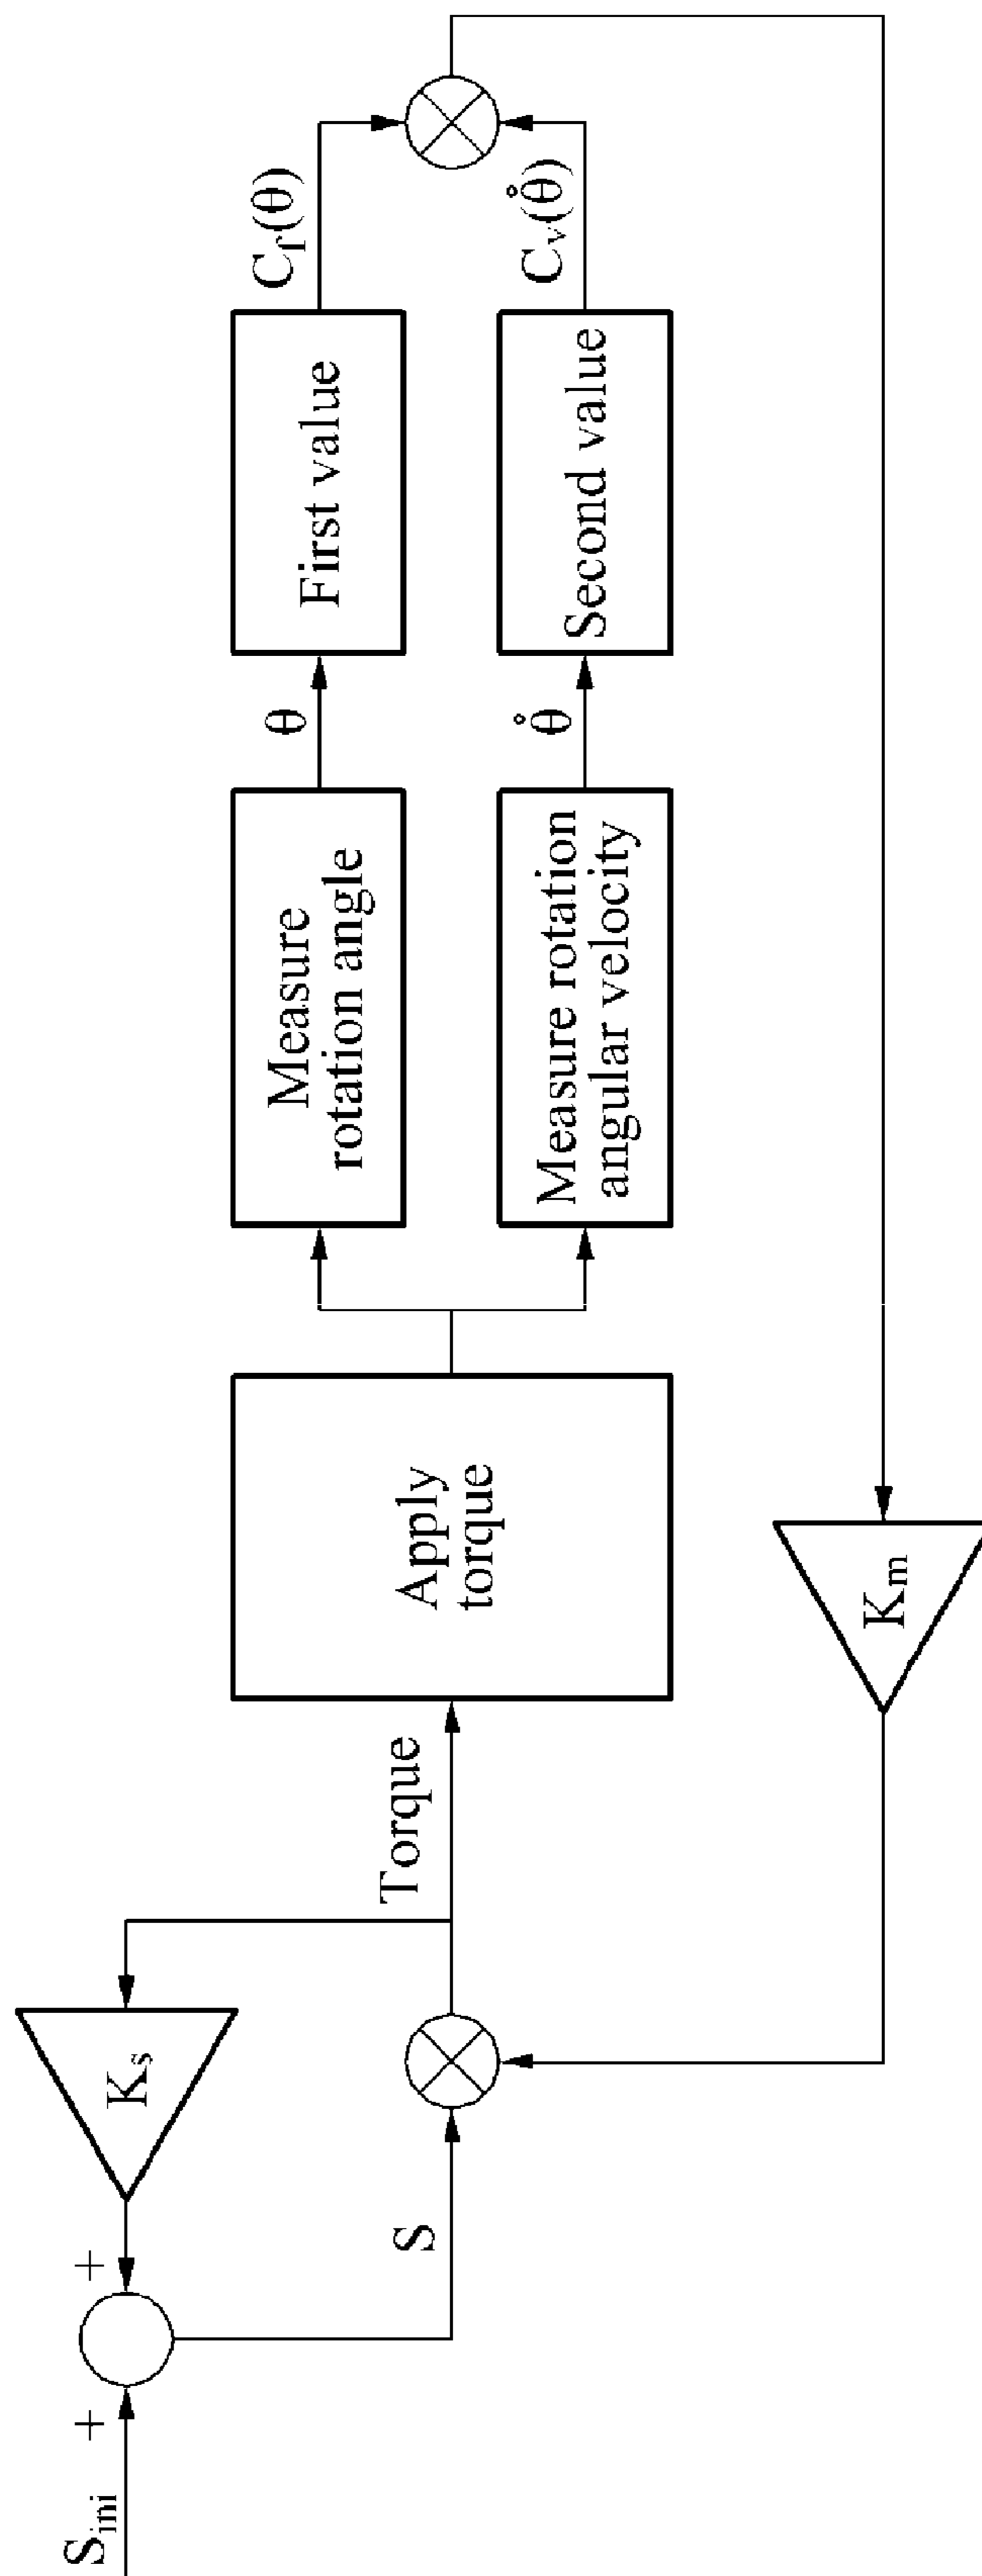 S_ini
+
+
K_s
S
Torque
Apply
torque
Measure
rotation angle
θ
First value
C_f(θ)
Measure rotation
angular velocity
θ̊
Second value
C_v(θ̊)
K_m